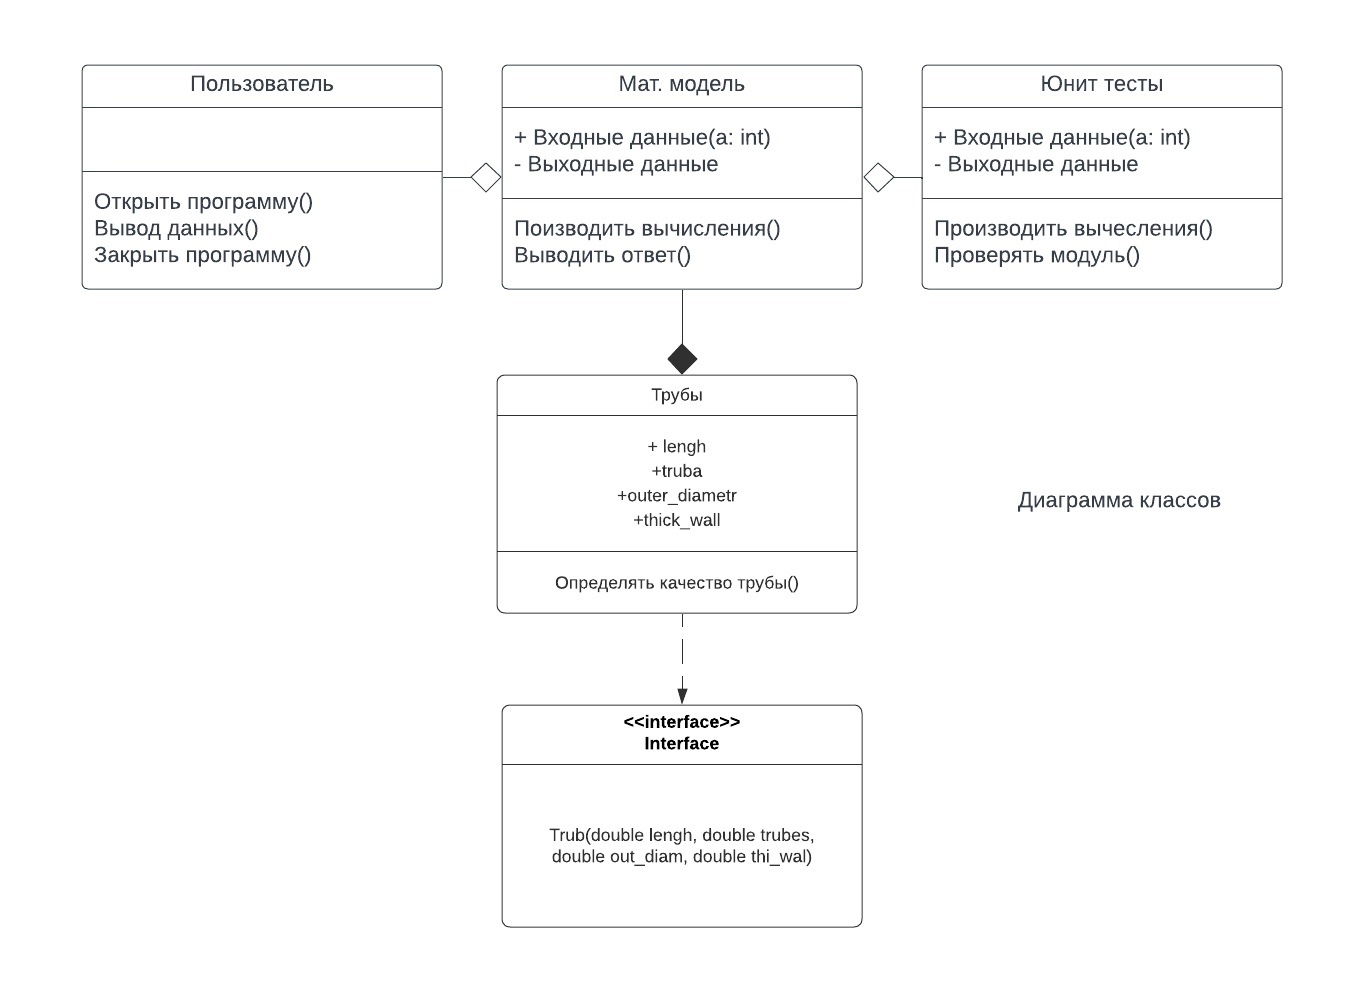 Пользователь
Открыть программу()
Вывод данных()
Закрыть программу()
Мат. модель
+ Входные данные(a: int)
- Выходные данные
Поизводить вычисления()
Выводить ответ()
Юнит тесты
+ Входные данные(a: int)
- Выходные данные
Производить вычесления()
Проверять модуль()
Трубы
+ lengh
+truba
+outer_diametr
+thick_wall
Определять качество трубы()
Диаграмма классов
<<interface>>
Interface
Trub(double lengh, double trubes,
double out_diam, double thi_wal)